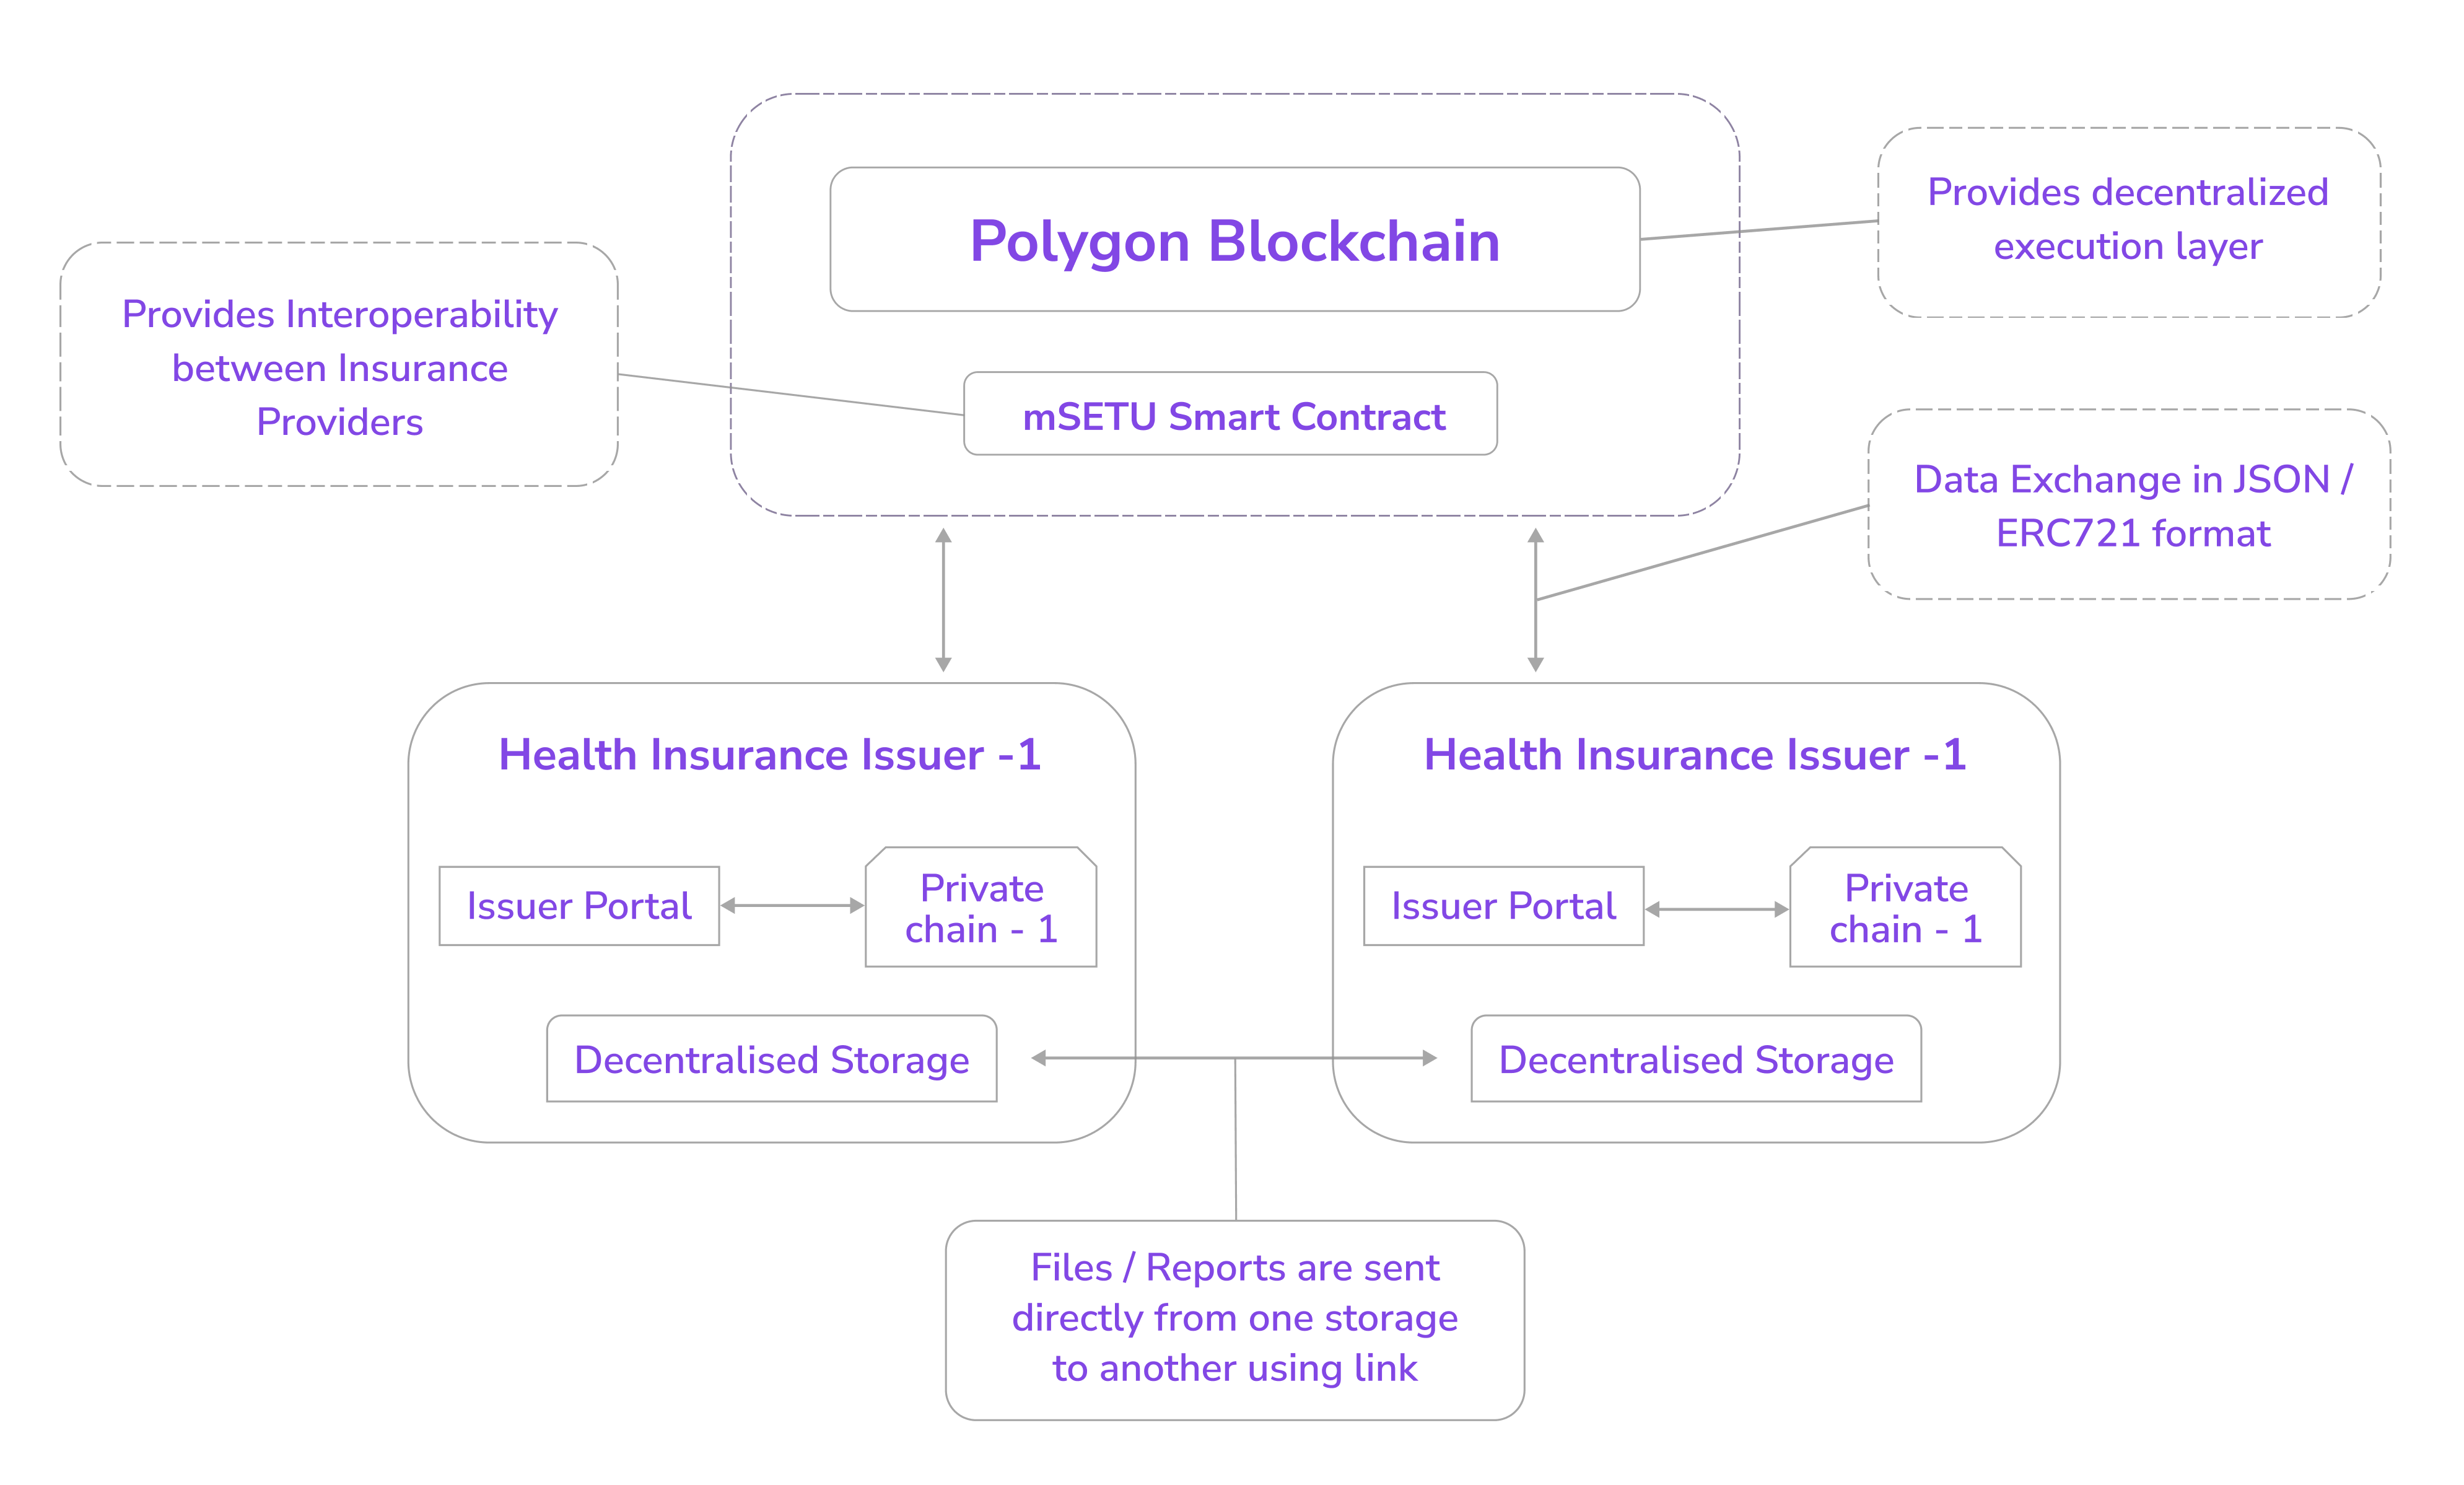 Polygon Blockchain
mSETU Smart Contract
Provides Interoperability
between Insurance
Providers
Provides decentralized
execution layer
Data Exchange in JSON /
ERC721 format
Health Insurance Issuer -1
Issuer Portal
Private
chain - 1
Decentralised Storage
Health Insurance Issuer -1
Issuer Portal
Private
chain - 1
Decentralised Storage
Files / Reports are sent
directly from one storage
to another using link